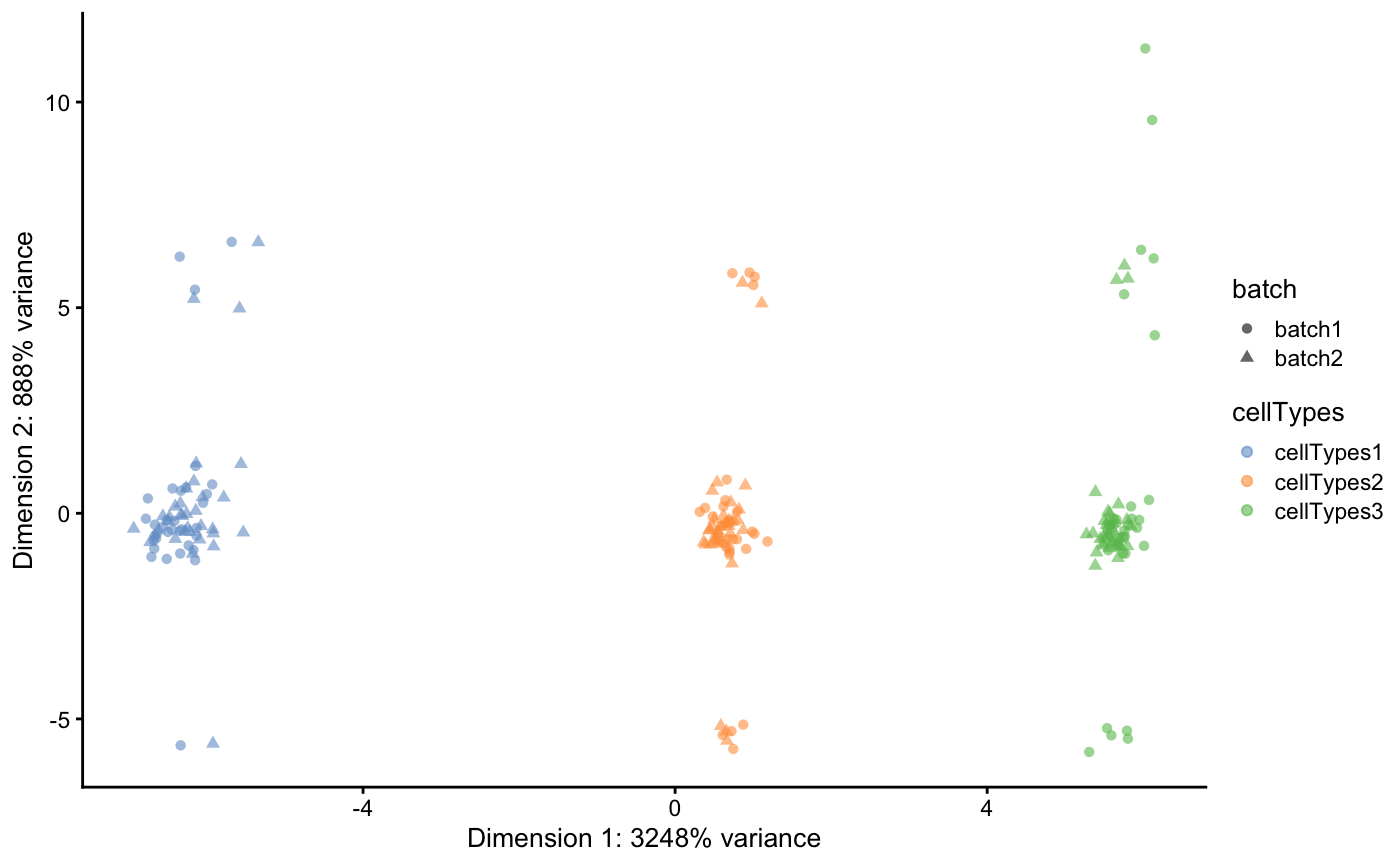 10
5
0
-5
Dimension 2: 888% variance
-4
0
4
Dimension 1: 3248% variance
batch
batch1
batch2
cellTypes
cellTypes1
cellTypes2
cellTypes3